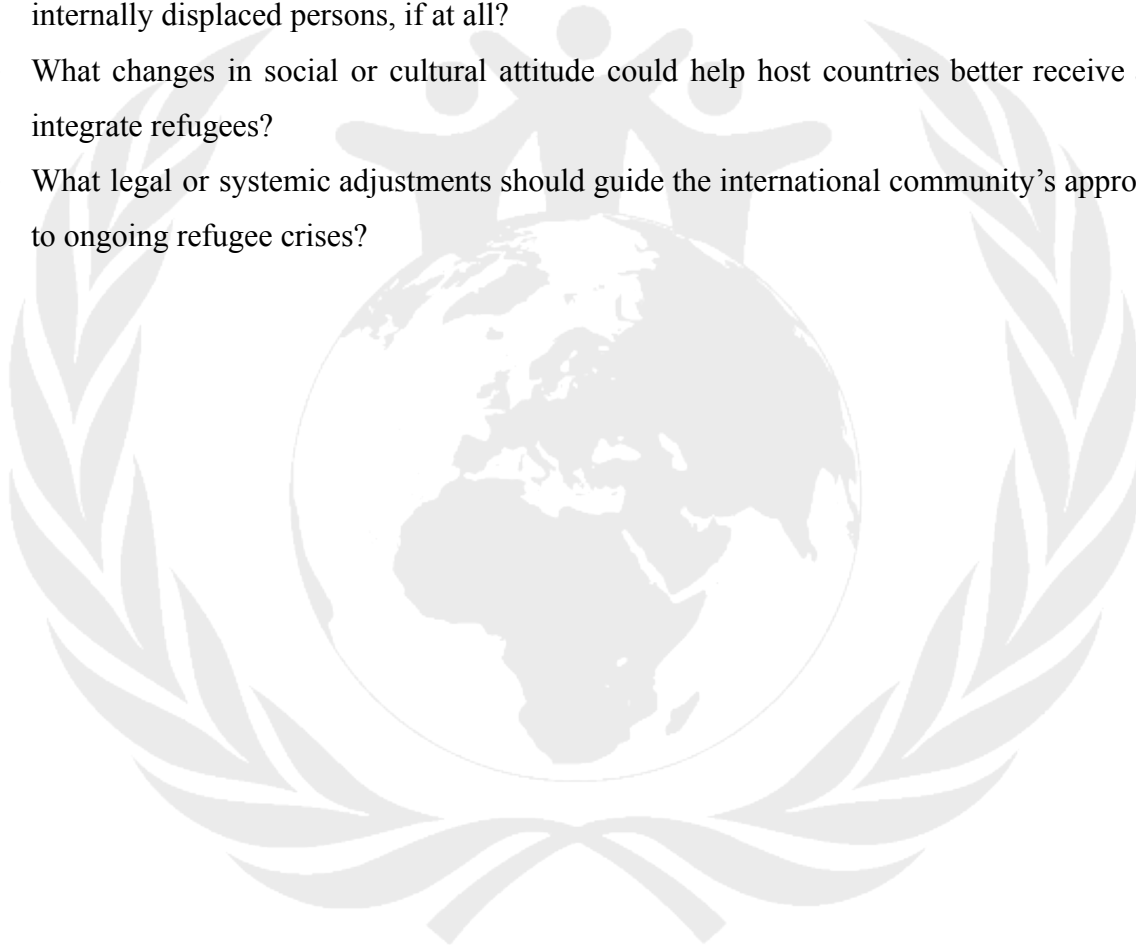 internally displaced persons, if at all?
What changes in social or cultural attitude could help host countries better receive
integrate refugees?
What legal or systemic adjustments should guide the international community’s appro
to ongoing refugee crises?